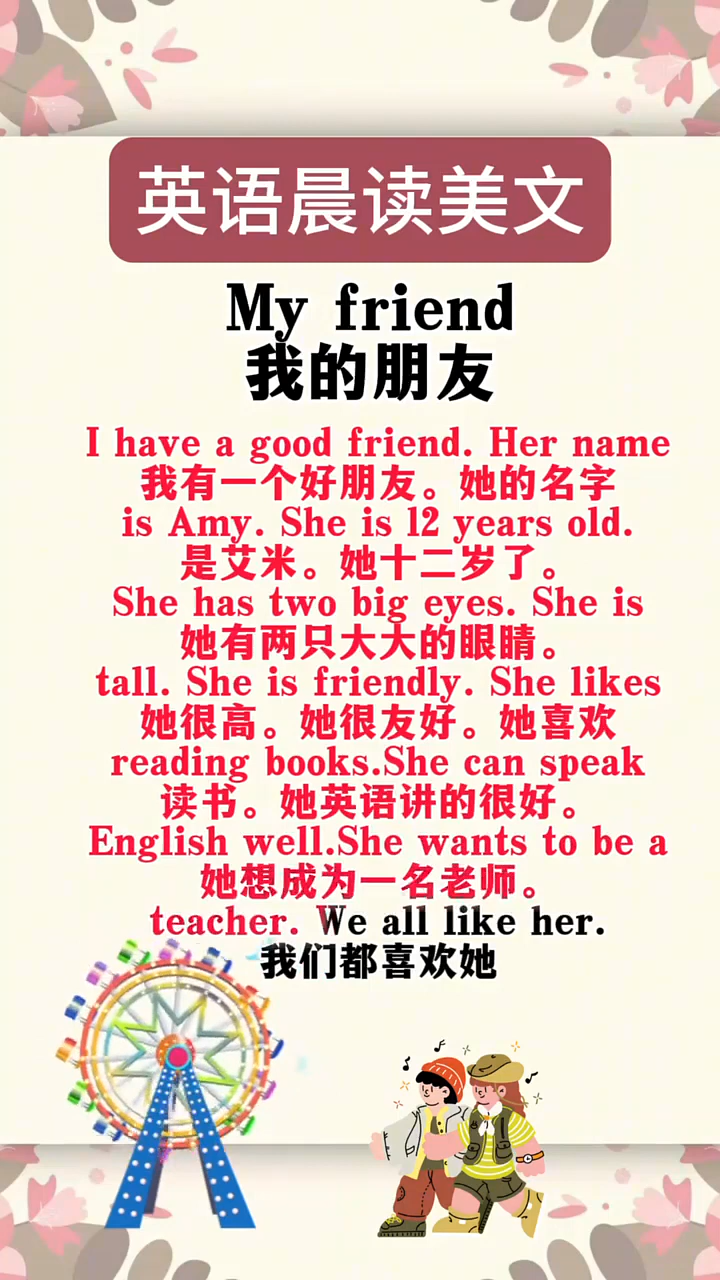 英语晨读美文
My friend
我的朋友
I have a good friend. Her name
我有一个好朋友。她的名字
is Amy. She is 12 years old.
是艾米。她十二岁了。
She has two big eyes. She is
她有两只大大的眼睛。
tall. She is friendly. She likes
她很高。她很友好。她喜欢
reading books.She can speak
读书。她英语讲的很好。
English well.She wants to be a
她想成为一名老师。
teacher. We all like her.
我们都喜欢她